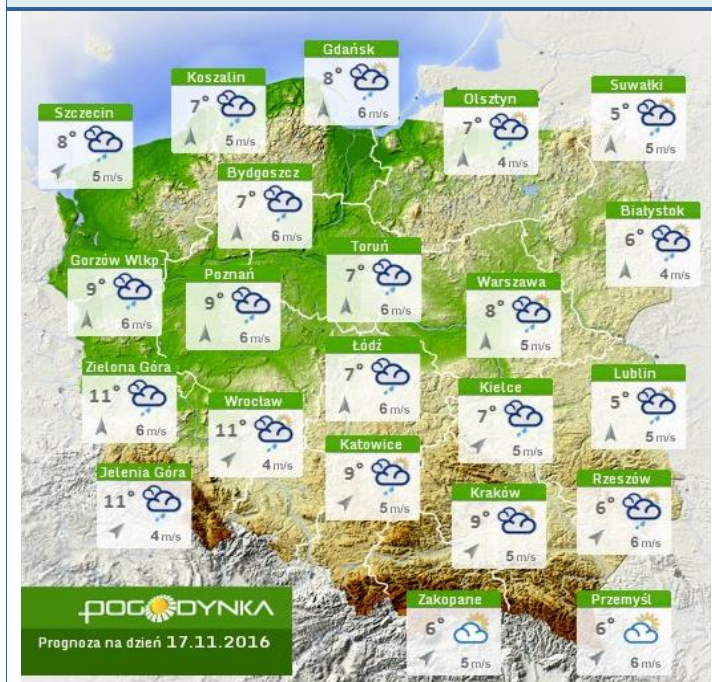 Gdańsk
8°
6 m/s
Koszalin
7°
5 m/s
Suwałki
5°
5 m/s
Olsztyn
7°
4 m/s
Szczecin
8°
5 m/s
Bydgoszcz
7°
6 m/s
Białystok
6°
4 m/s
Toruń
7°
6 m/s
Gorzów Wlkp
9°
6 m/s
Poznań
9°
6 m/s
Warszawa
8°
5 m/s
Łódź
7°
6 m/s
Zielona Góra
11°
6 m/s
Lublin
5°
5 m/s
Kielce
7°
5 m/s
Wrocław
11°
4 m/s
Katowice
9°
5 m/s
Jelenia Góra
11°
4 m/s
Rzeszów
6°
6 m/s
Kraków
9°
5 m/s
Zakopane
6°
5 m/s
Przemyśl
6°
6 m/s
POGODYNKA
Prognoza na dzień 17.11.2016